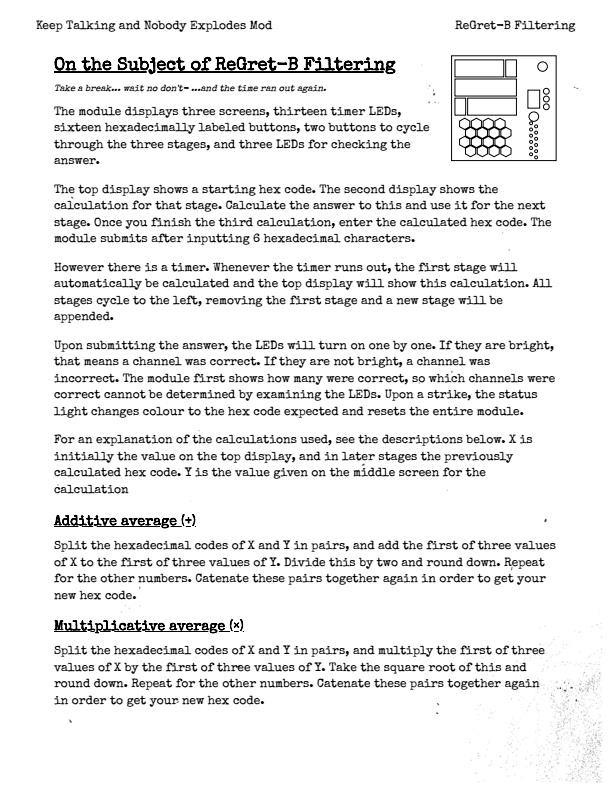 Keep Talking and Nobody Explodes Mod
ReGret-B Filtering
On the Subject of ReGret-B Filtering
Take a break... wait no don't- ...and the time ran out again.
The module displays three screens, thirteen timer LEDs,
sixteen hexadecimally labeled buttons, two buttons to cycle
through the three stages, and three LEDs for checking the
answer.
The top display shows a starting hex code. The second display shows the
calculation for that stage. Calculate the answer to this and use it for the next
stage. Once you finish the third calculation, enter the calculated hex code. The
module submits after inputting 6 hexadecimal characters.
However there is a timer. Whenever the timer runs out, the first stage will
automatically be calculated and the top display will show this calculation. All
stages cycle to the left, removing the first stage and a new stage will be
appended.
Upon submitting the answer, the LEDs will turn on one by one. If they are bright,
that means a channel was correct. If they are not bright, a channel was
incorrect. The module first shows how many were correct, so which channels were
correct cannot be determined by examining the LEDs. Upon a strike, the status
light changes colour to the hex code expected and resets the entire module.
For an explanation of the calculations used, see the descriptions below. X is
initially the value on the top display, and in later stages the previously
calculated hex code. Y is the value given on the middle screen for the
calculation
Additive average (+)
Split the hexadecimal codes of X and Y in pairs, and add the first of three values
of X to the first of three values of Y. Divide this by two and round down. Repeat
for the other numbers. Catenate these pairs together again in order to get your
new hex code.
Multiplicative average (×)
Split the hexadecimal codes of X and Y in pairs, and multiply the first of three
values of X by the first of three values of Y. Take the square root of this and
round down. Repeat for the other numbers. Catenate these pairs together again
in order to get your new hex code.